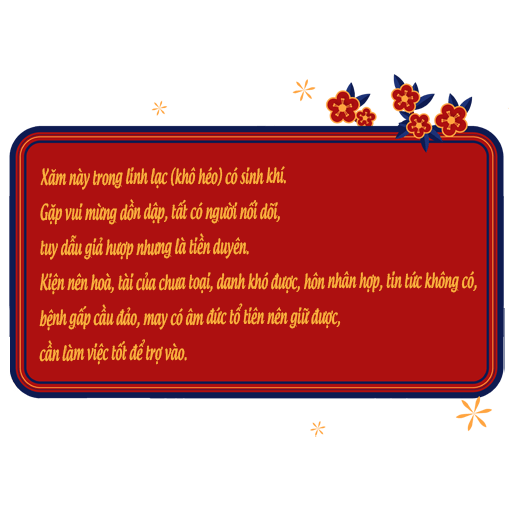 Xăm này trong lĩnh lạc (khô héo) có sinh khí.
Gặp vui mừng dồn dập, tất có người nối dõi,
tuy dẫu giả hượp nhưng là tiền duyên.
Kiện nên hoà, tài của chưa toại, danh khó được, hôn nhân hợp, tin tức không có,
bệnh gấp cầu đảo, may có âm đức tổ tiên nên giữ được,
cần làm việc tốt để trợ vào.